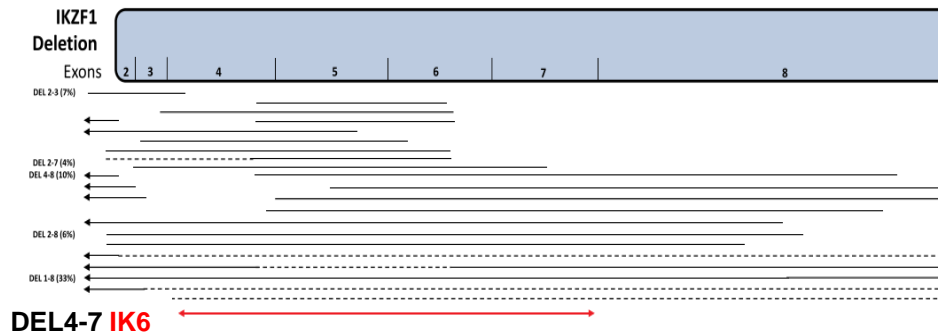 IKZF1
Deletion
Exons 2 3 4 5 6 7 8
DEL 2-3 (7%)
DEL 2-7 (4%)
DEL 4-8 (10%)
DEL 2-8 (6%)
DEL 1-8 (33%)
DEL4-7 IK6